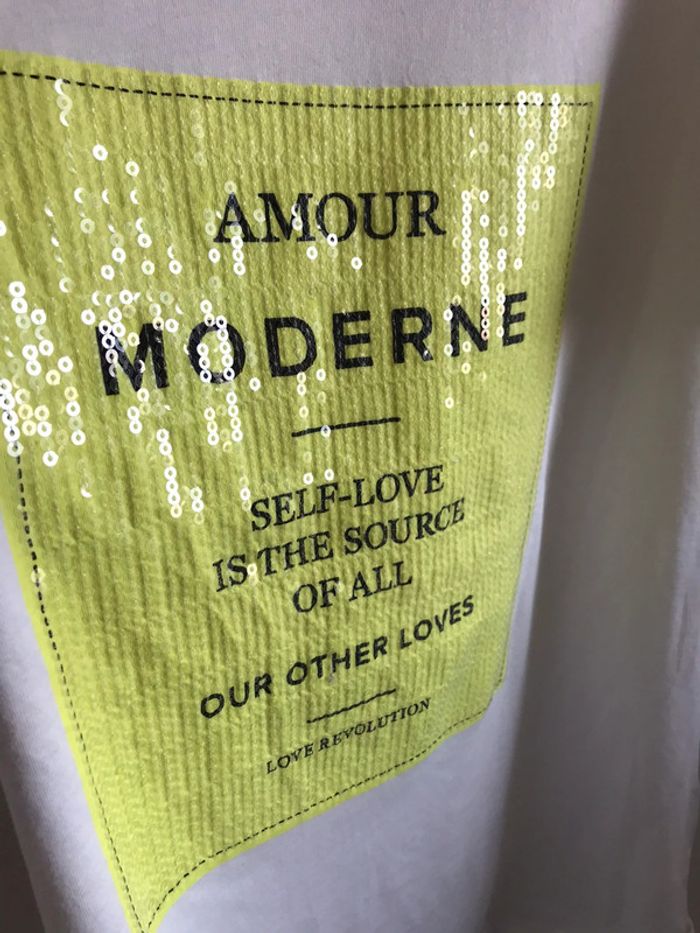 AMOUR
MODERNE
SELF-LOVE
IS THE SOURCE
OF ALL
OUR OTHER LOVES
LOVE REVOLUTION